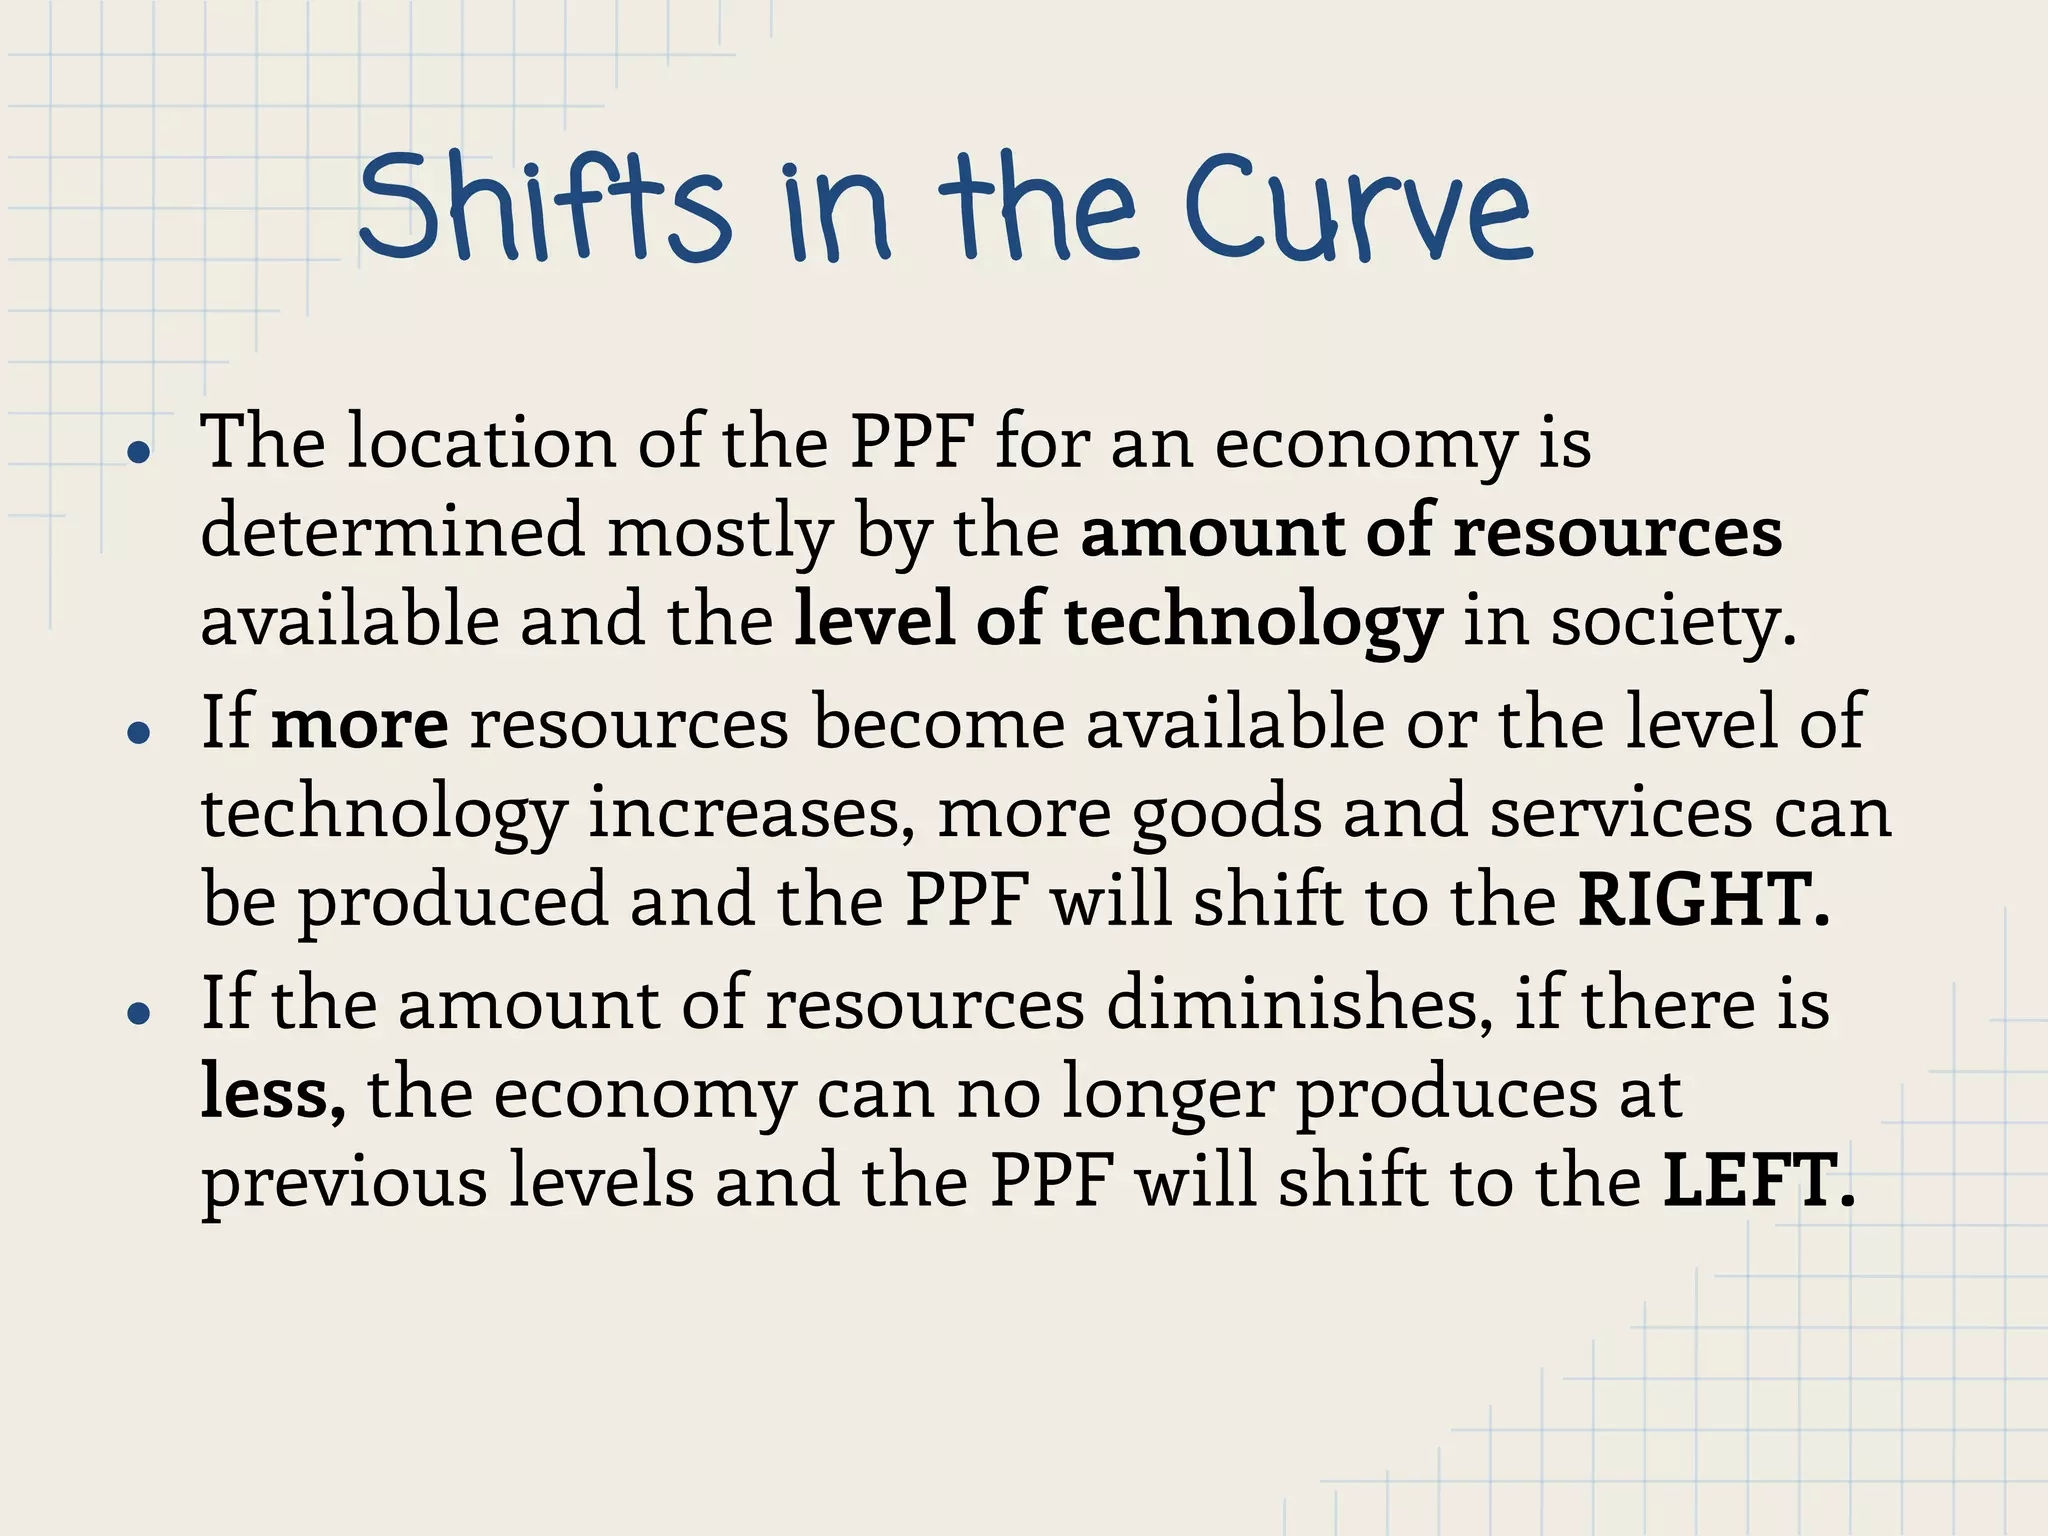 Shifts in the Curve
• The location of the PPF for an economy is
determined mostly by the amount of resources
available and the level of technology in society.
• If more resources become available or the level of
technology increases, more goods and services can
be produced and the PPF will shift to the RIGHT.
• If the amount of resources diminishes, if there is
less, the economy can no longer produces at
previous levels and the PPF will shift to the LEFT.